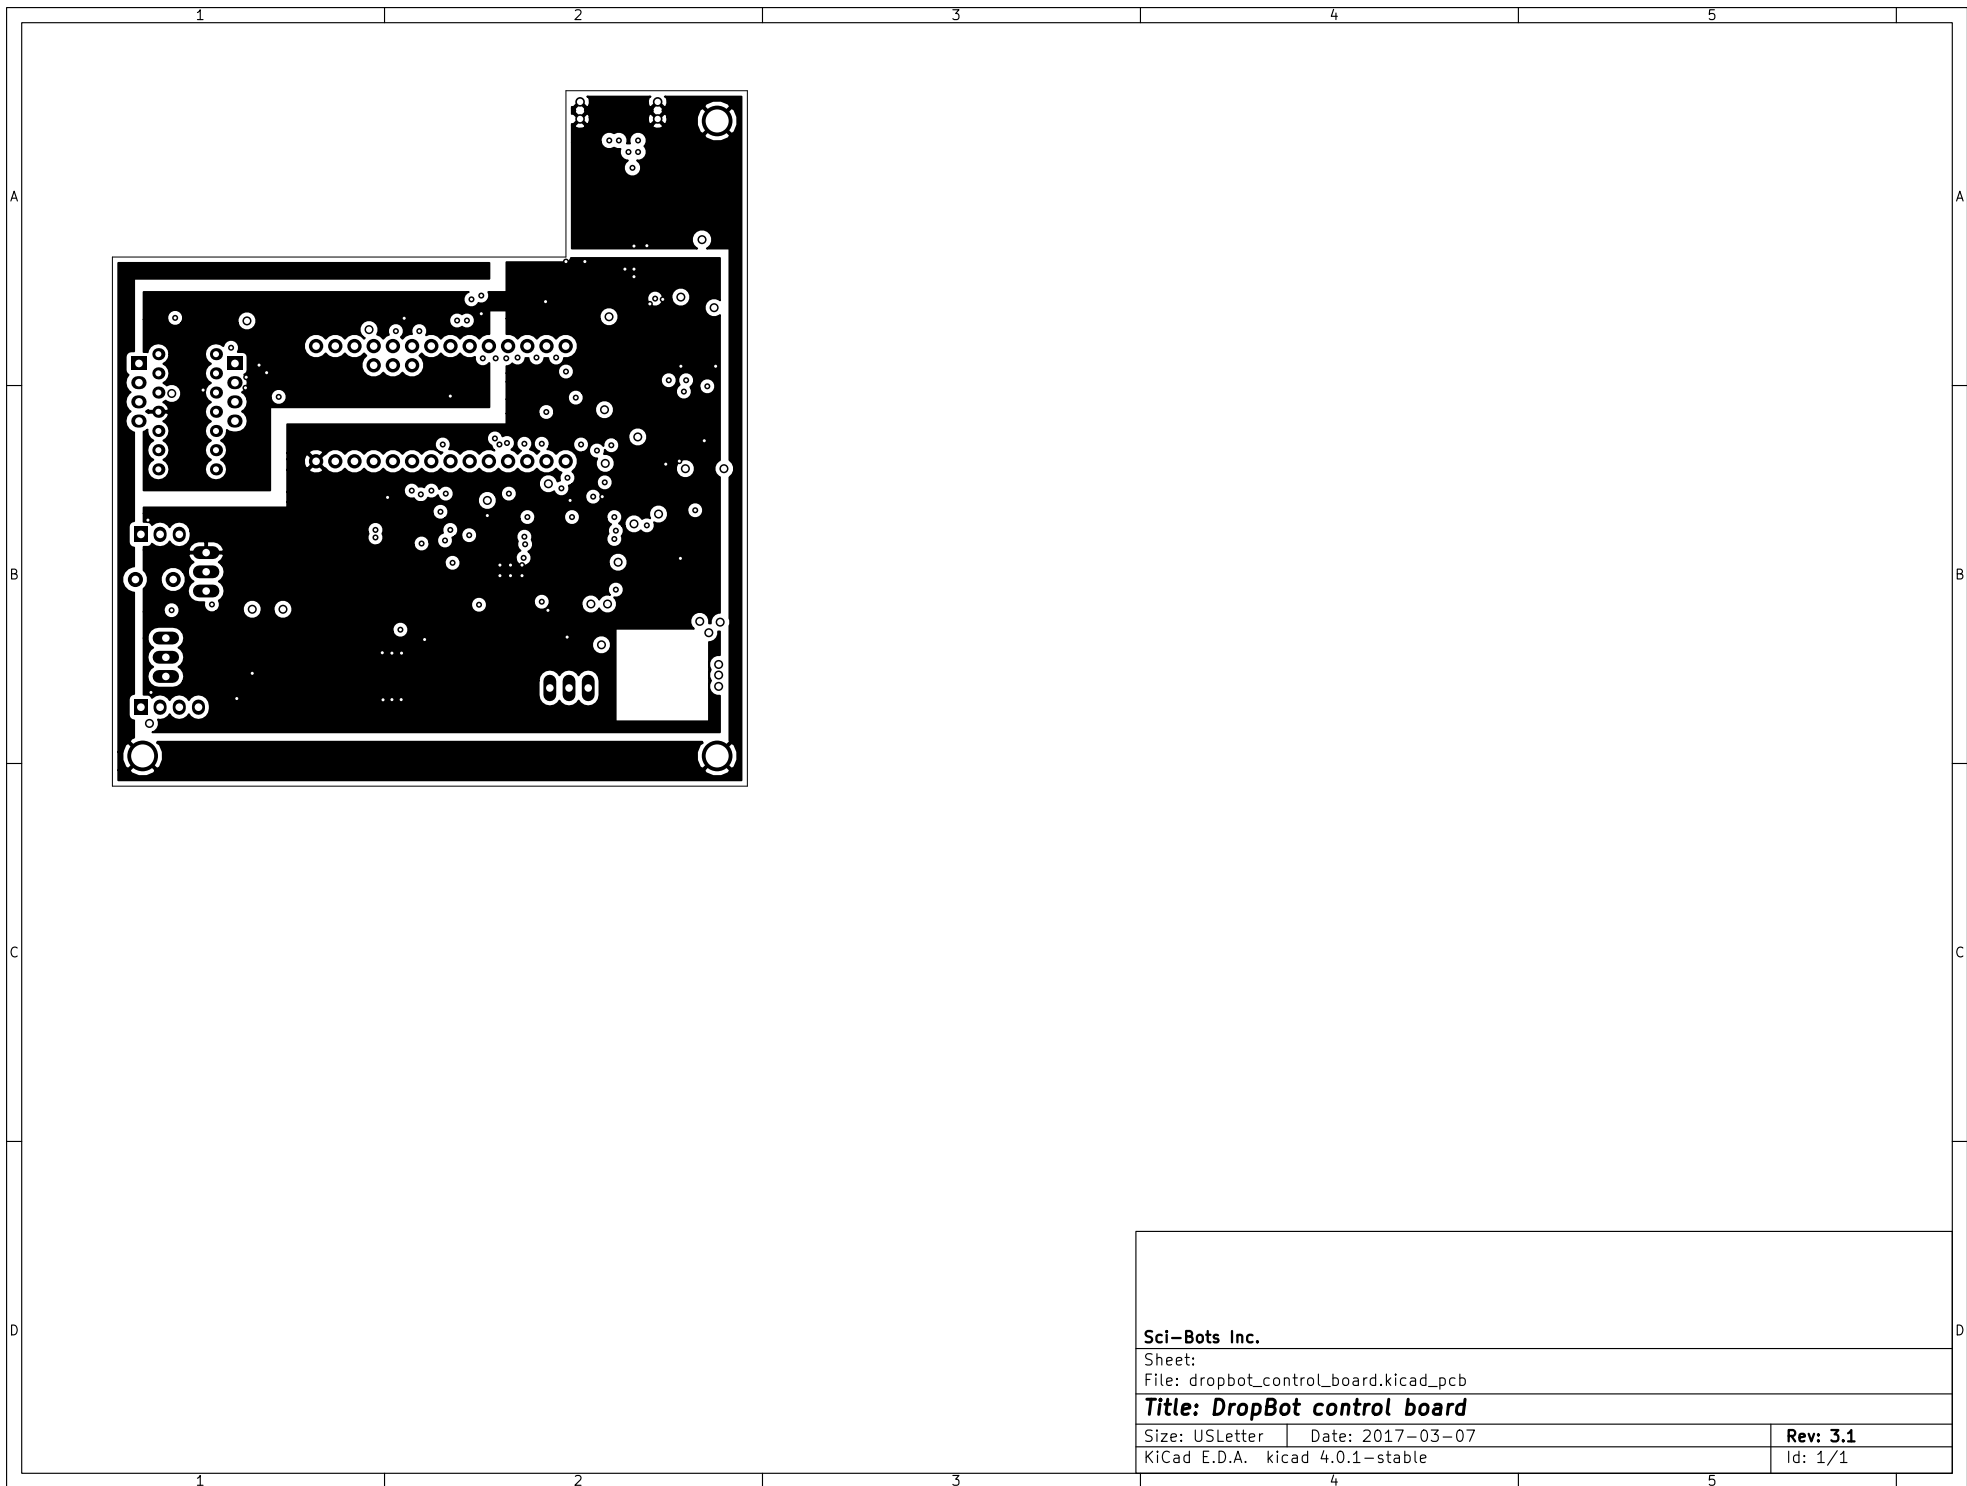 1 2 3 4 5
A A
B B
C C
D D
Sci-Bots Inc.
Sheet:
File: dropbot_control_board.kicad_pcb
Title: DropBot control board
Size: USLetter Date: 2017-03-07 Rev: 3.1
KiCad E.D.A. kicad 4.0.1-stable Id: 1/1
1 2 3 4 5